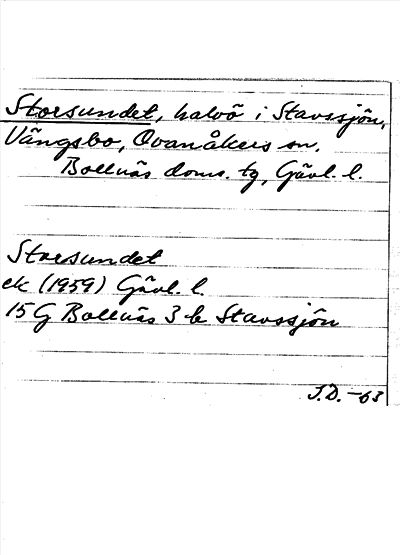 Storsundet, halvö i Stavssjön,
Vängsbo, Ovanåkers sn,
Bollnäs doms. tg, Gävl. l.
Storsundet
ek (1959) Gävl. l.
15 G Bollnäs 3 b Stavssjön
J.D. -63